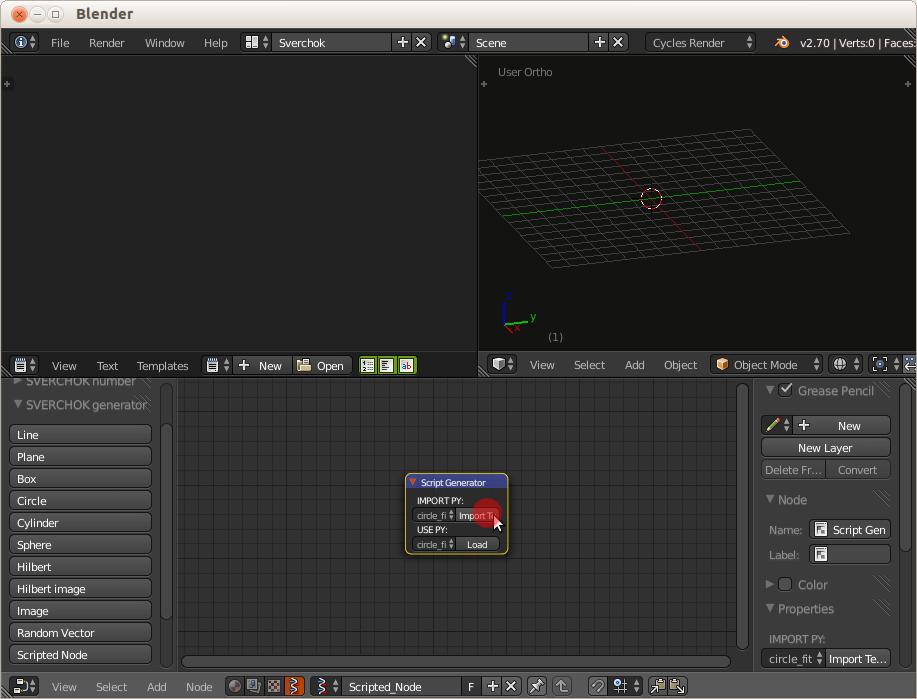 Blender
File Render Window Help Sverchok Scene Cycles Render v2.70 | Verts:0 | Faces:
User Ortho
z
y
x
(1)
View Text Templates New Open ab
View Select Add Object Object Mode
SVERCHOK number
SVERCHOK generator
Line
Plane
Box
Circle
Cylinder
Sphere
Hilbert
Hilbert image
Image
Random Vector
Scripted Node
Script Generator
IMPORT PY:
circle_fi Import Te
USE PY:
circle_fi Load
Grease Pencil
New
New Layer
Delete Fr... Convert
Node
Name: Script Gen
Label:
Color
Properties
IMPORT PY:
circle_fit Import Te...
View Select Add Node Scripted_Node F